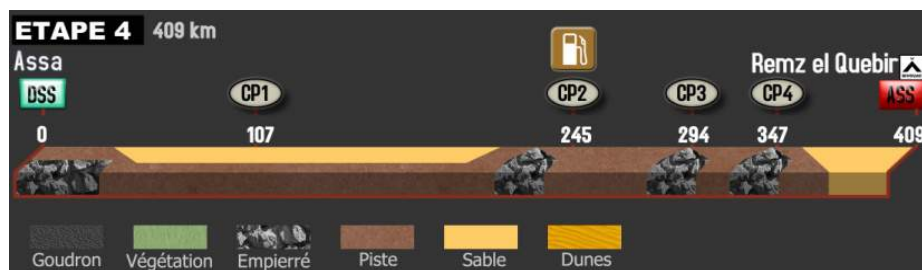 ETAPE 4 409 km
Assa
Remz el Quebir
DSS CP1 CP2 CP3 CP4 ASS
0 107 245 294 347 409
Goudron Végétation Empierré Piste Sable Dunes